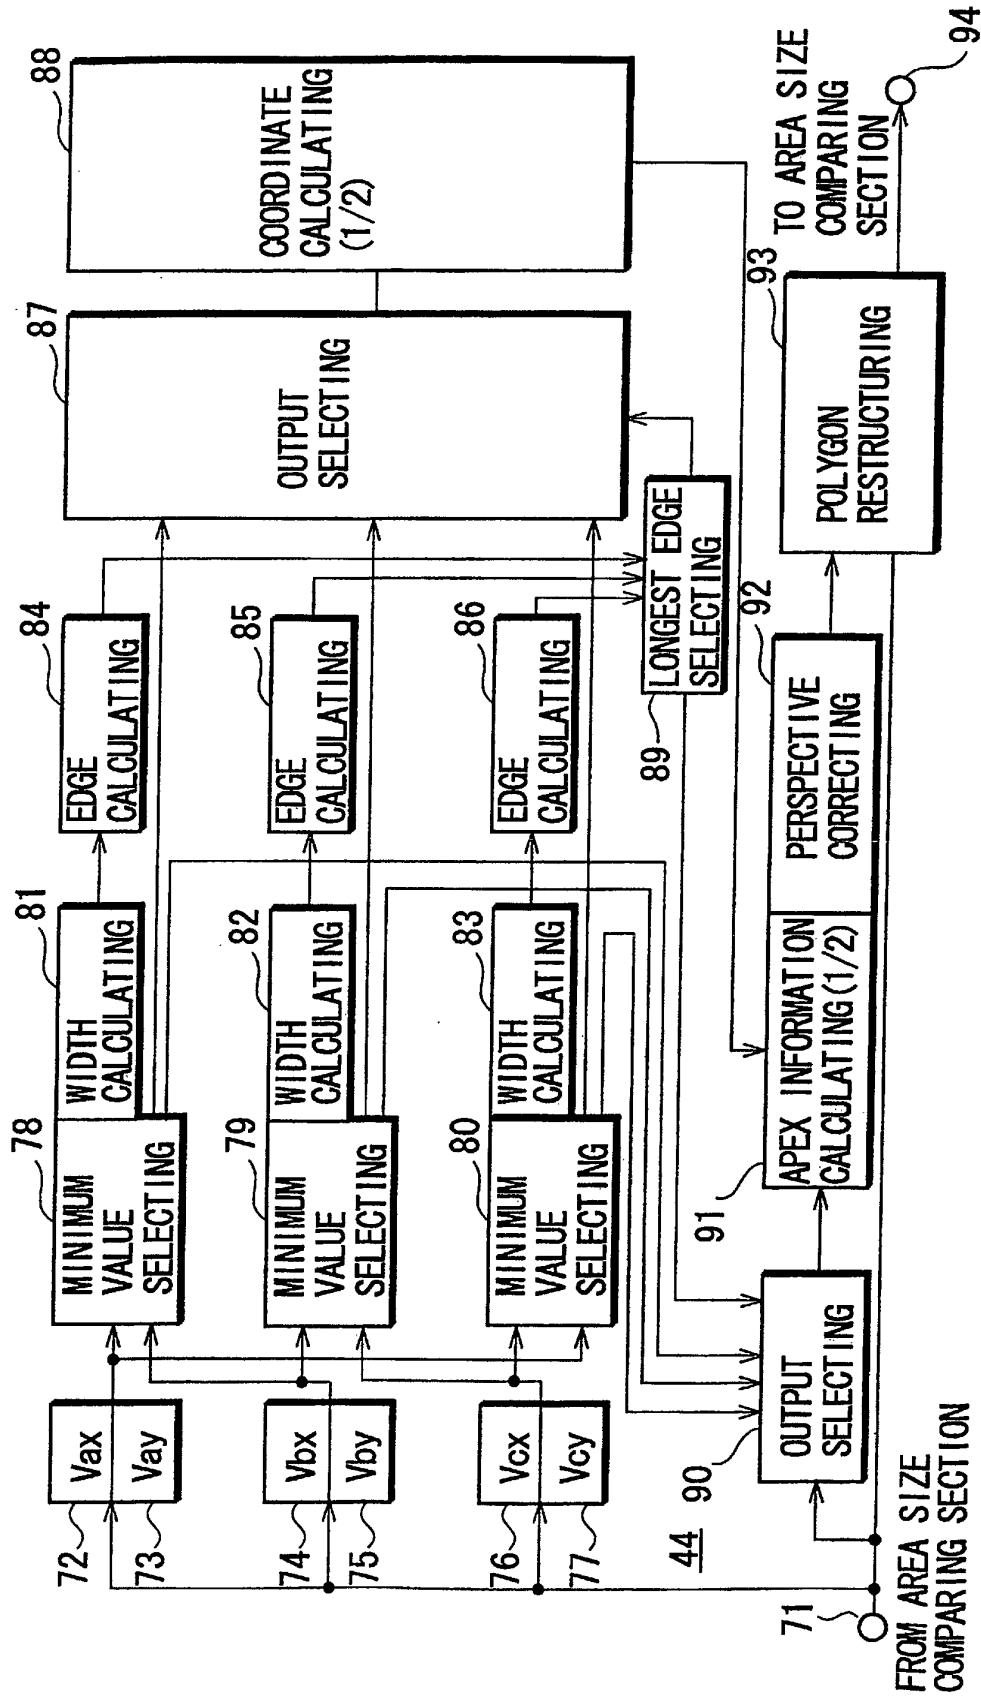 72
Vax
73
Vay
74
Vbx
75
Vby
76
Vcx
77
Vcy
78
MINIMUM
VALUE
SELECTING
81
WIDTH
CALCULATING
84
EDGE
CALCULATING
79
MINIMUM
VALUE
SELECTING
82
WIDTH
CALCULATING
85
EDGE
CALCULATING
80
MINIMUM
VALUE
SELECTING
83
WIDTH
CALCULATING
86
EDGE
CALCULATING
87
OUTPUT
SELECTING
88
COORDINATE
CALCULATING
(1/2)
89
LONGEST EDGE
SELECTING
44
90
OUTPUT
SELECTING
91
APEX INFORMATION
CALCULATING(1/2)
92
PERSPECTIVE
CORRECTING
93
POLYGON
RESTRUCTURING
TO AREA SIZE
COMPARING
SECTION
94
71
FROM AREA SIZE
COMPARING SECTION